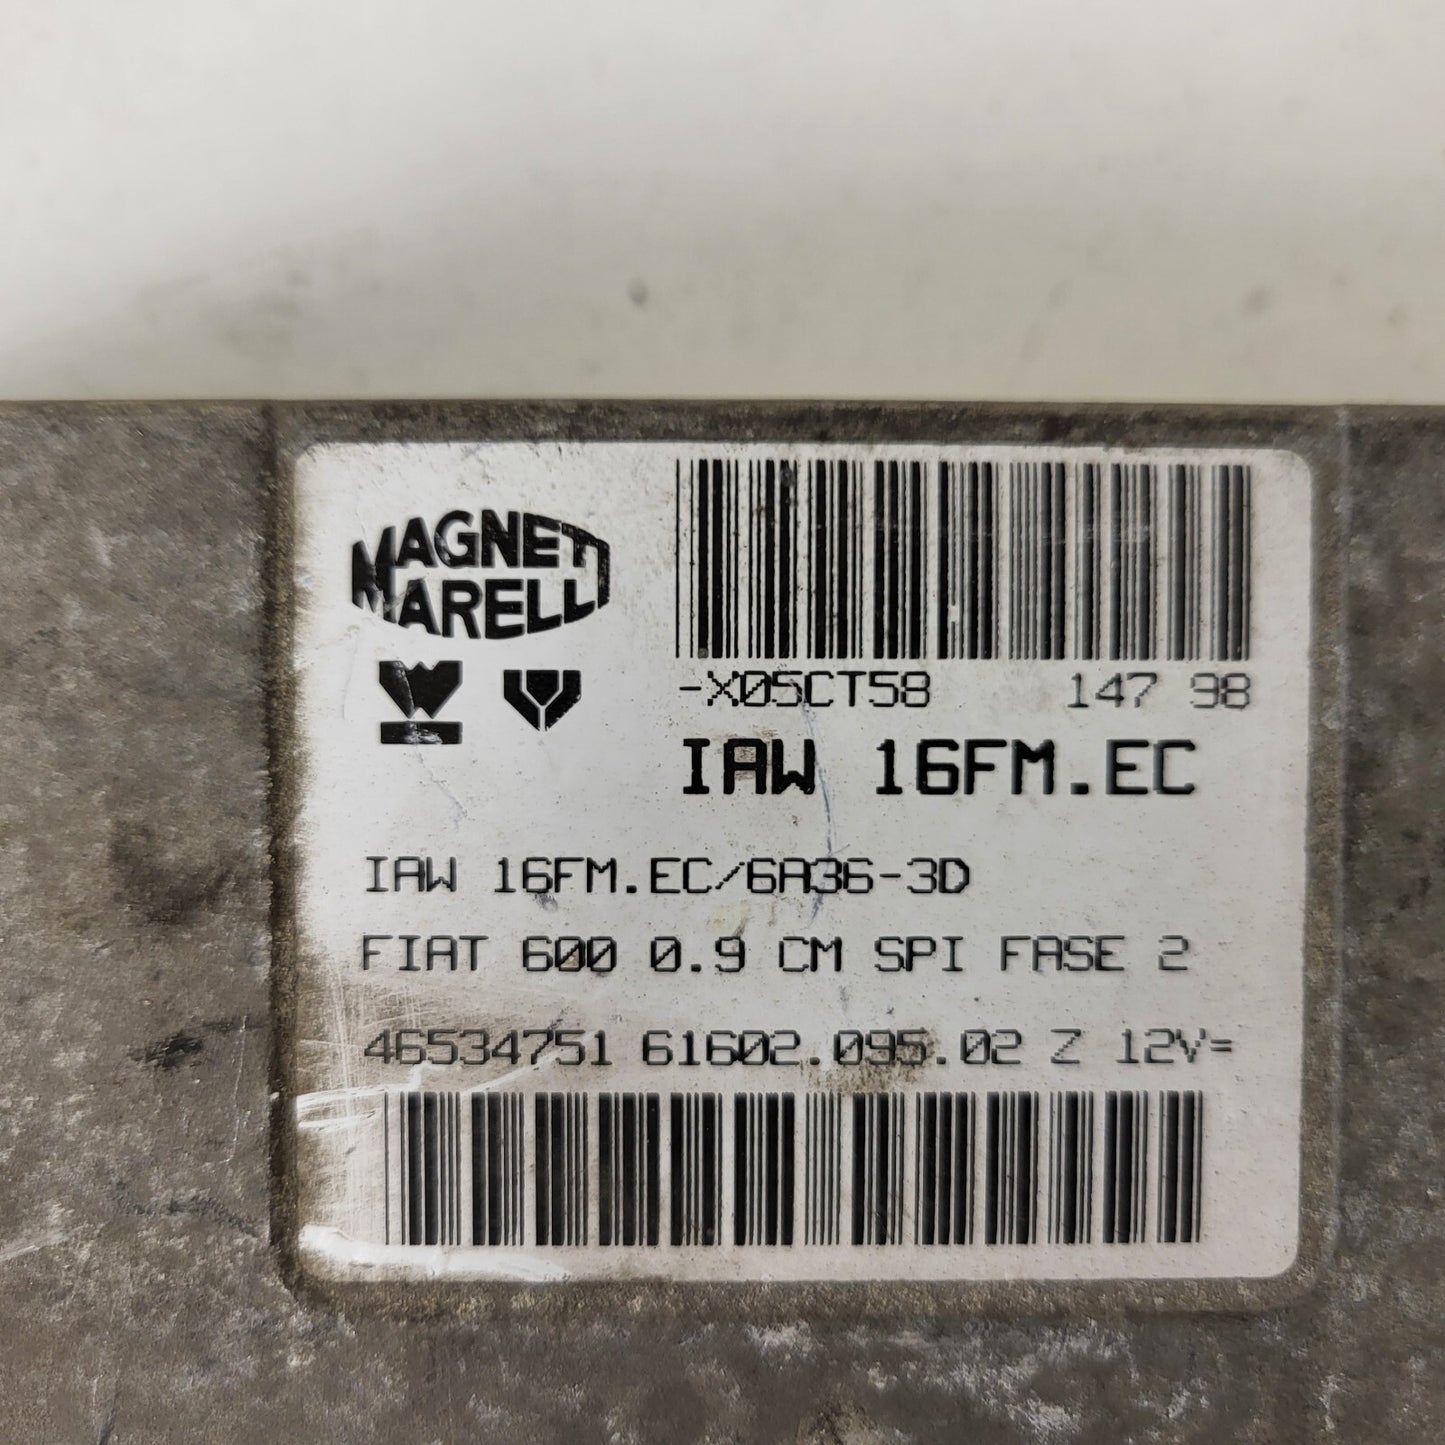 MAGNETI
MARELLI
-X05CT58 147 98
IAW 16FM.EC
IAW 16FM.EC/6A36-3D
FIAT 600 0.9 CM SPI FASE 2
46534751 61602.095.02 Z 12V=